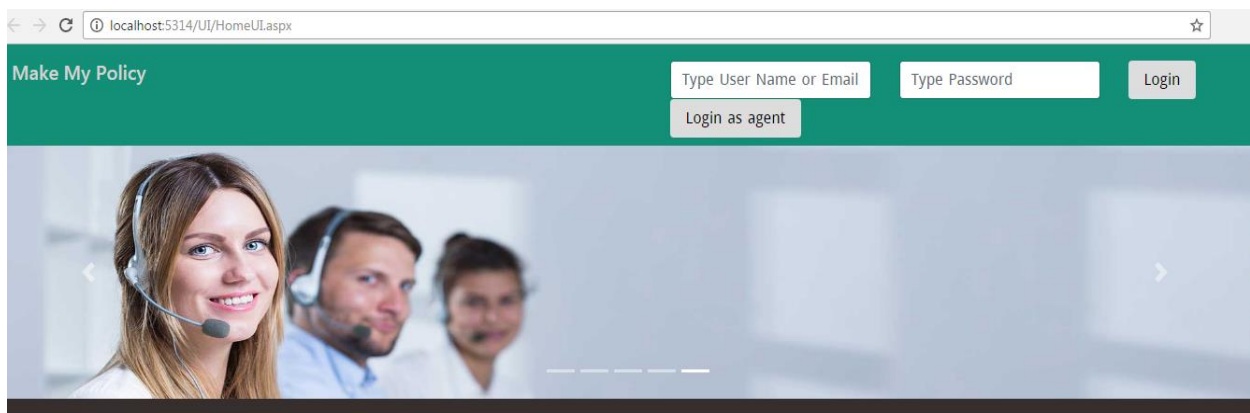 localhost:5314/UI/HomeUI.aspx
Make My Policy
Type User Name or Email
Type Password
Login
Login as agent